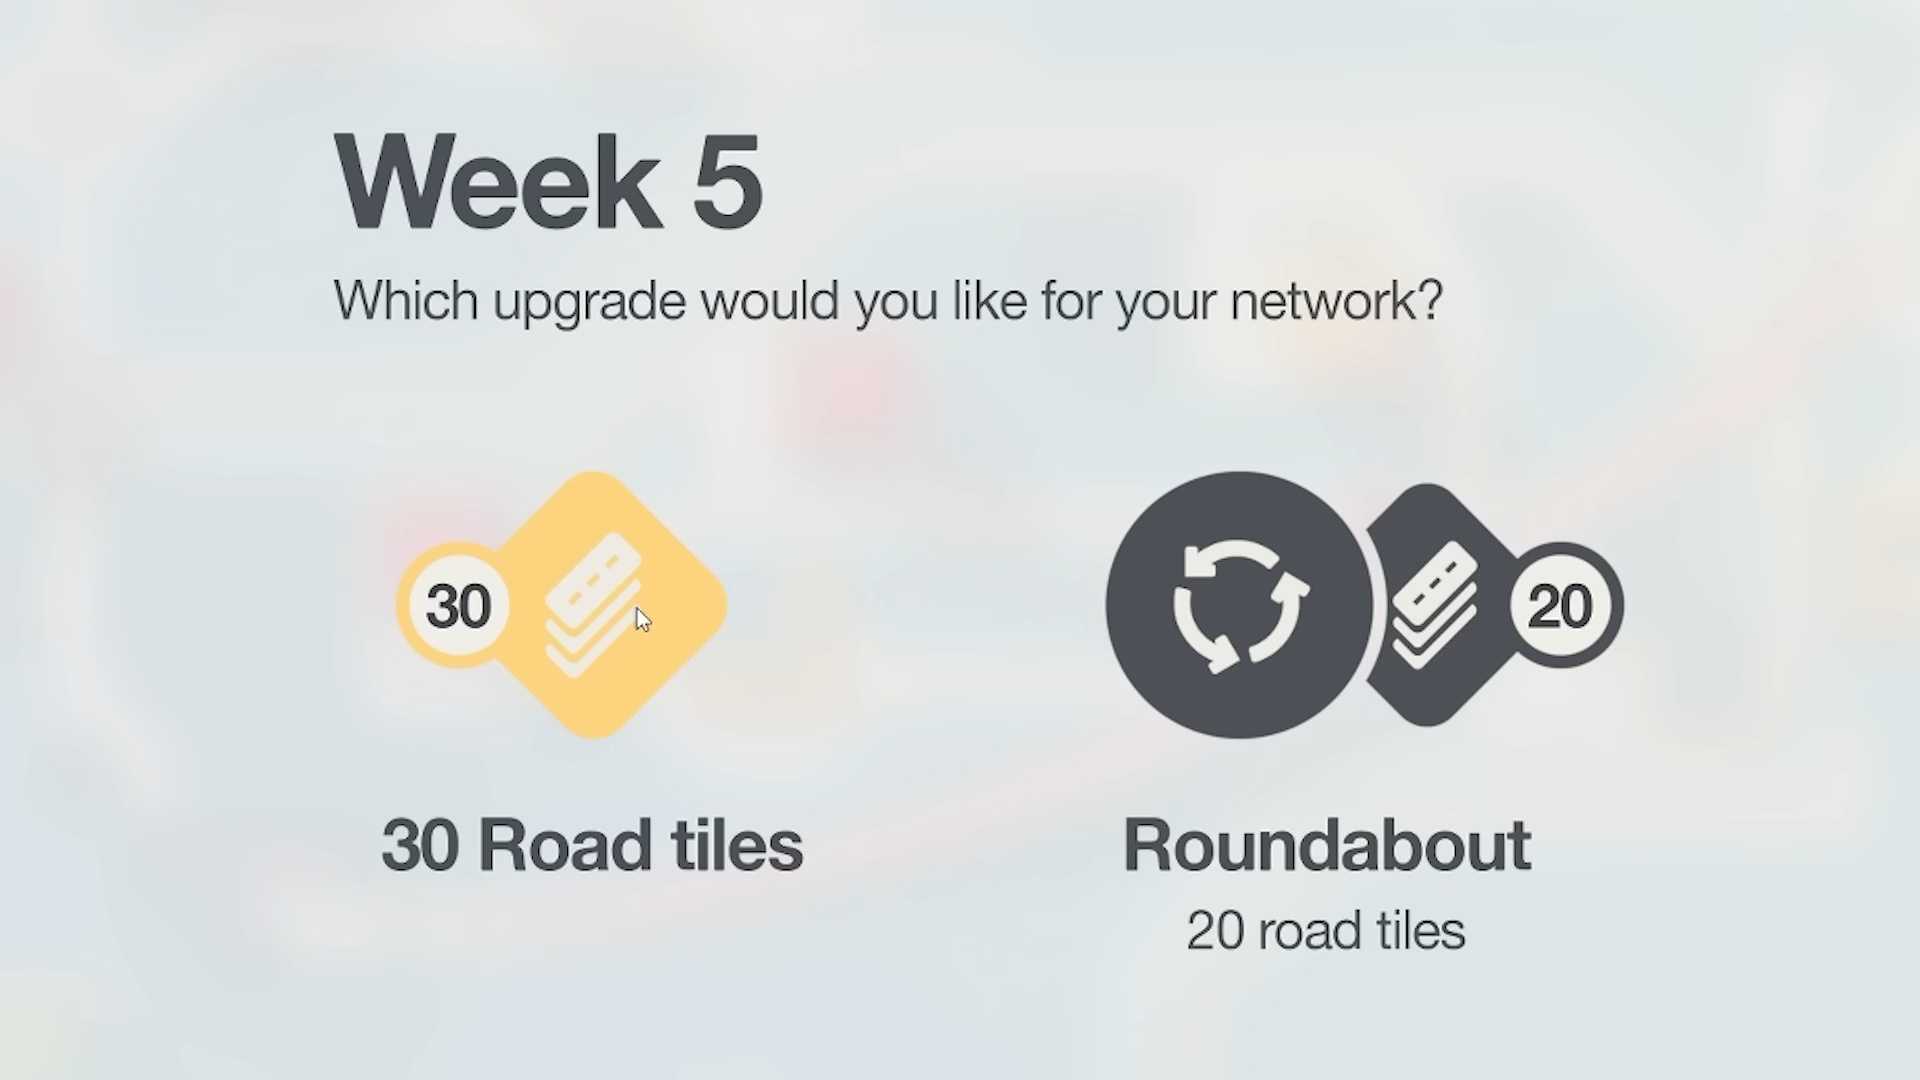 Week 5
Which upgrade would you like for your network?
30
20
30 Road tiles
Roundabout
20 road tiles